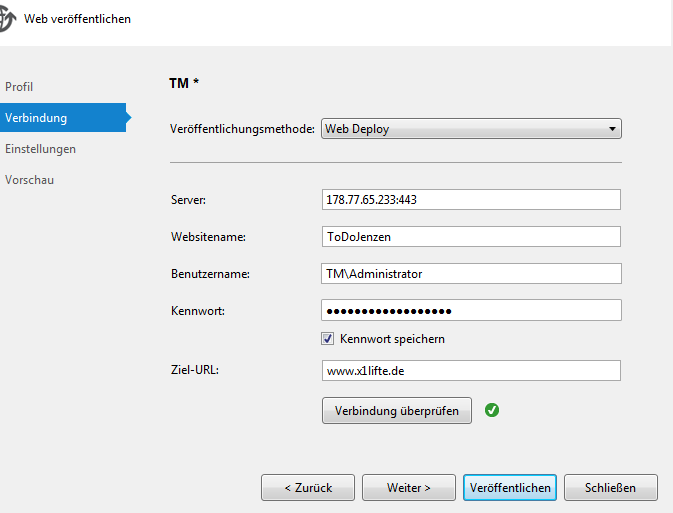 Web veröffentlichen
Profil
Verbindung
Einstellungen
Vorschau
TM *
Veröffentlichungsmethode: Web Deploy
Server: 178.77.65.233:443
Websitename: ToDoJenzen
Benutzername: TM\Administrator
Kennwort: ●●●●●●●●●●●●●●●●●●
Kennwort speichern
Ziel-URL: www.x1lifte.de
Verbindung überprüfen
< Zurück Weiter > Veröffentlichen Schließen